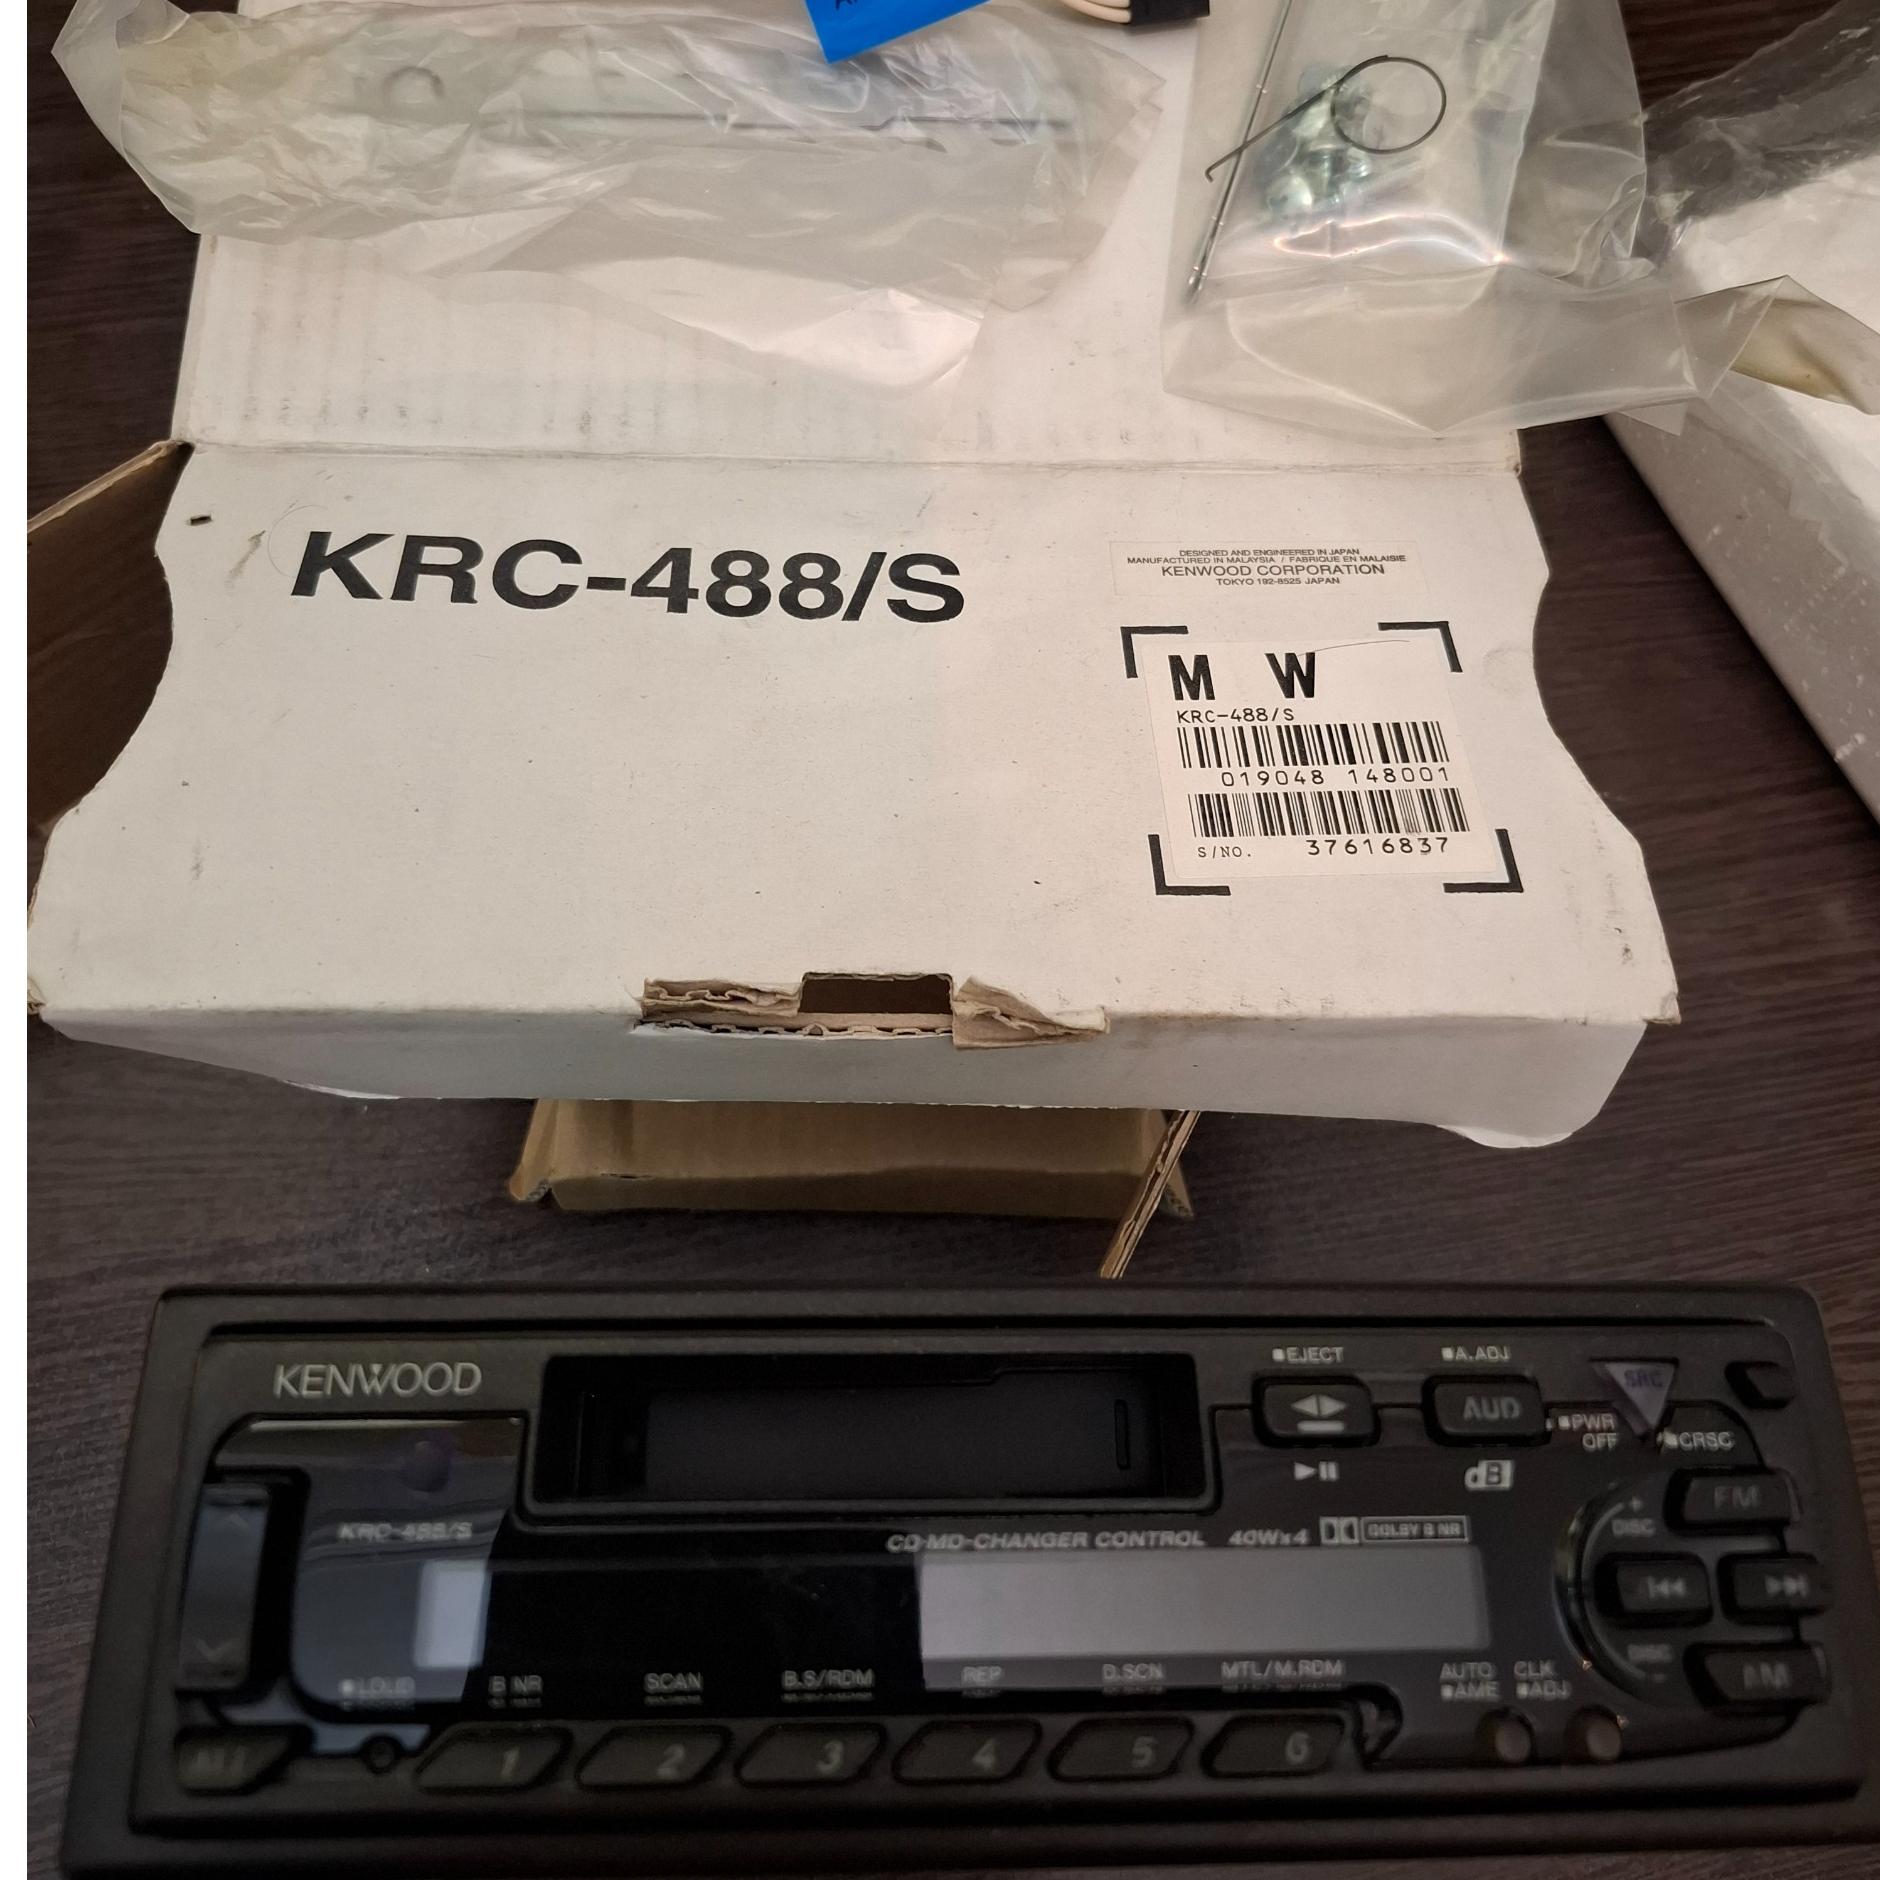 KRC-488/S
DESIGNED AND ENGINEERED IN JAPAN
MANUFACTURED IN MALAYSIA / FABRIQUE EN MALAISIE
KENWOOD CORPORATION
TOKYO 192-8525 JAPAN
M W
KRC-488/S
019048 148001
S/NO. 37616837
KENWOOD
EJECT
A.ADJ
SRC
AUD
PWR
OFF
CRSC
dB
FM
KRC-488/S
CD·MD-CHANGER CONTROL 40Wx4 DOLBY B NR
DISC
DISC
AM
LOUD
B NR
SCAN
B.S/RDM
REP
D.SCN
MTL/M.RDM
AUTO
AME
CLK
ADJ
1 2 3 4 5 6